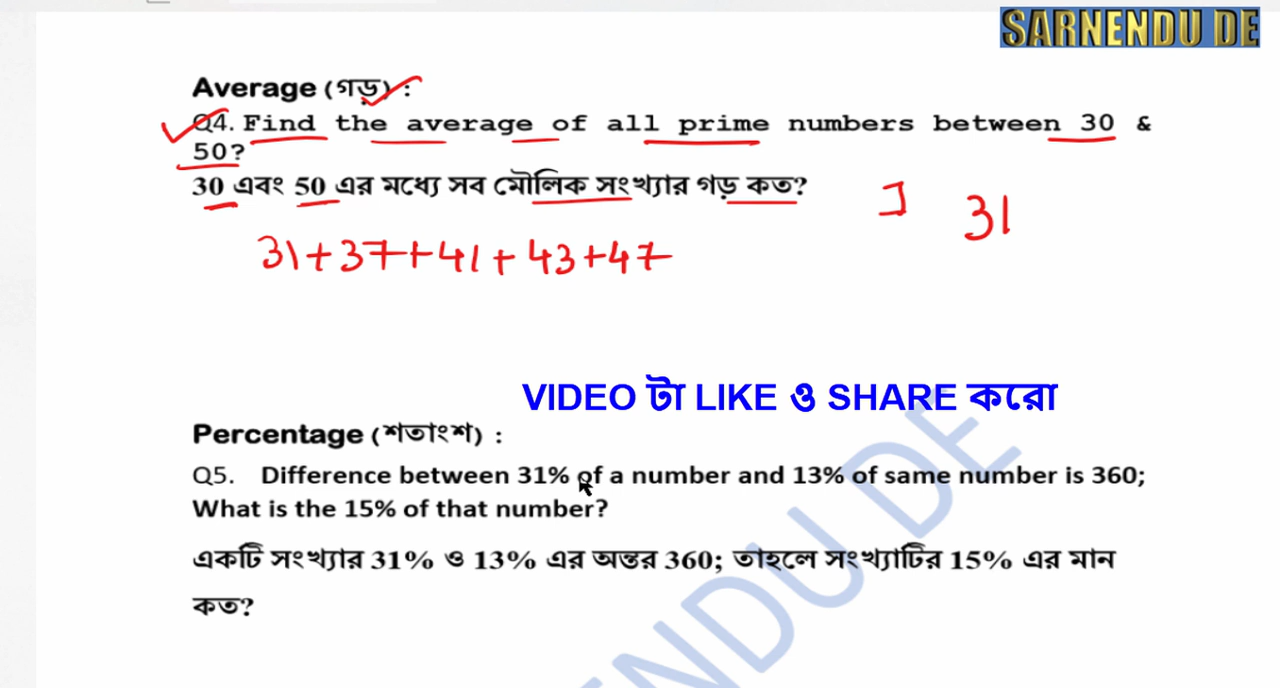 SARNENDU DE
Average (গড়) :
Q4. Find the average of all prime numbers between 30 &
50?
30 এবং 50 এর মধ্যে সব মৌলিক সংখ্যার গড় কত?
31
31+37+41+43+47
VIDEO টা LIKE ও SHARE করো
Percentage (শতাংশ) :
Q5. Difference between 31% of a number and 13% of same number is 360;
What is the 15% of that number?
একটি সংখ্যার 31% ও 13% এর অন্তর 360; তাহলে সংখ্যাটির 15% এর মান
কত?
ENDU DE